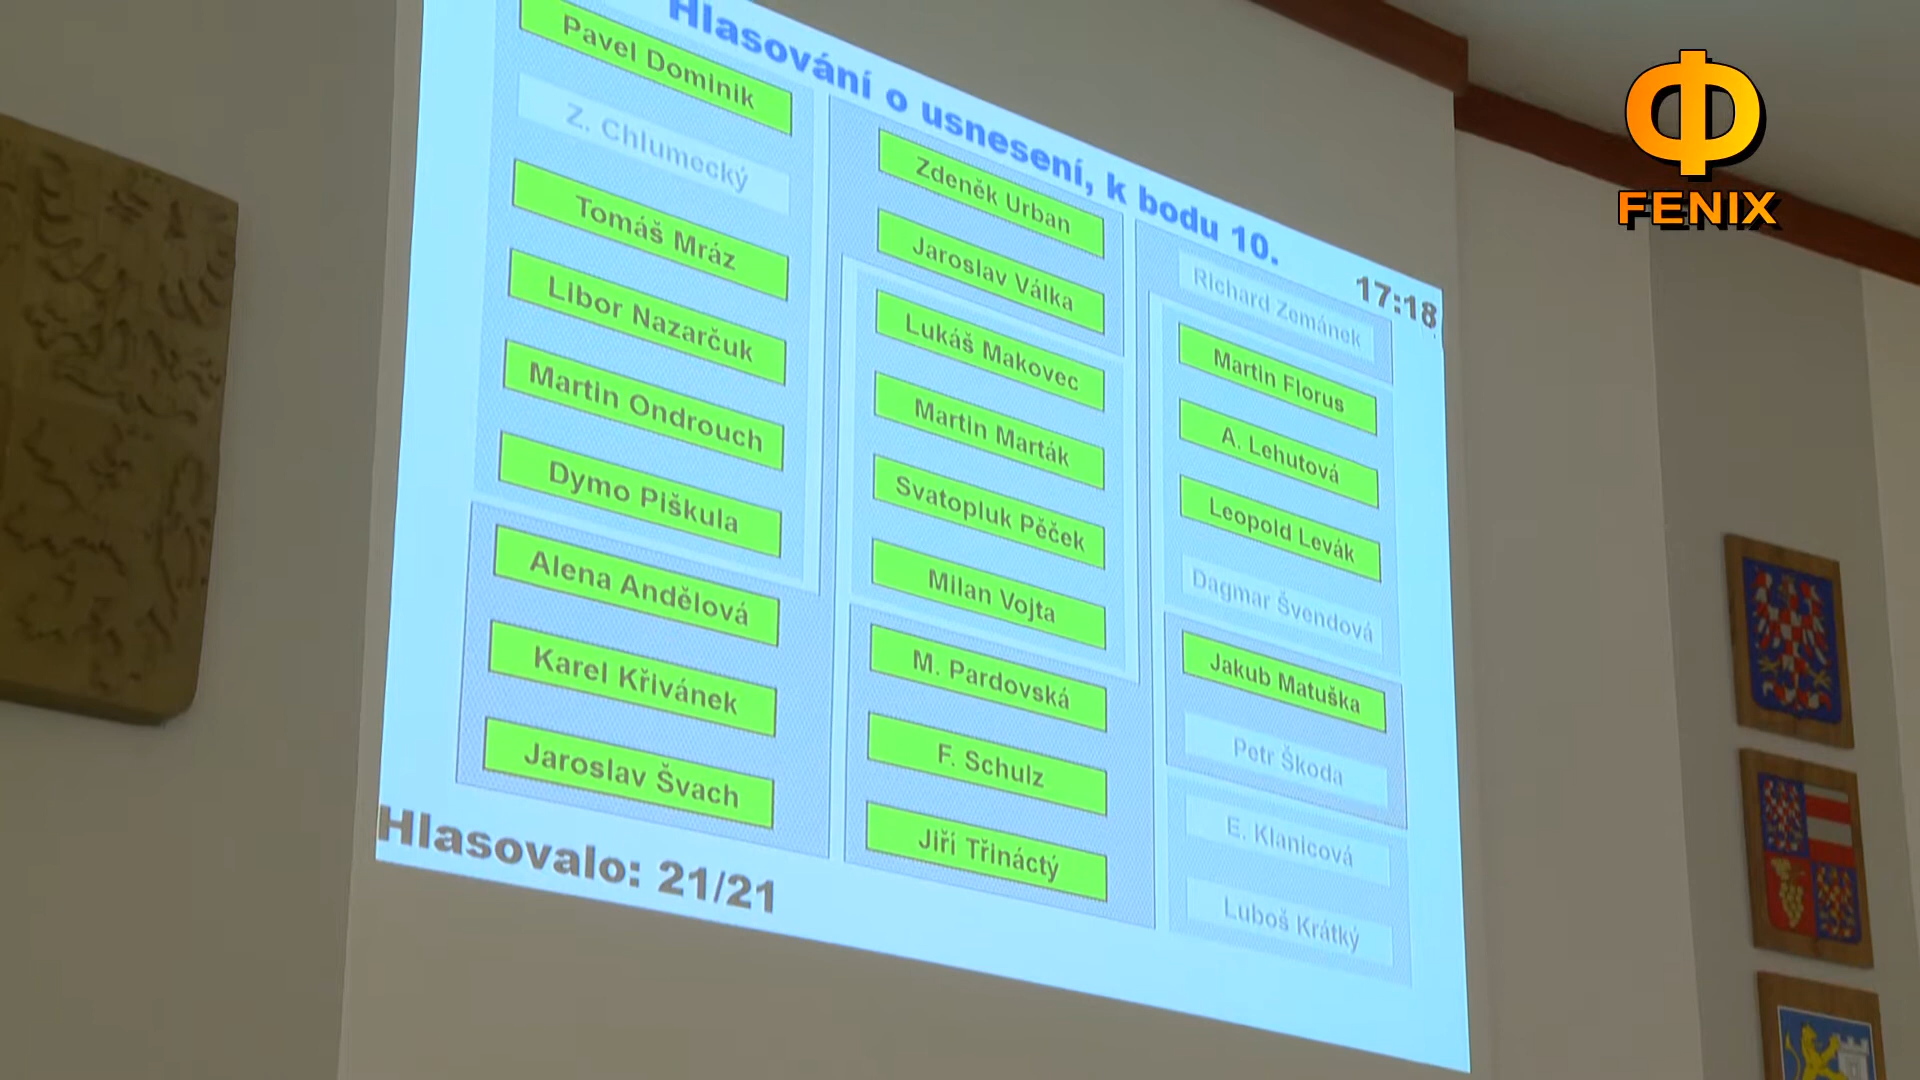 Hlasování o usnesení, k bodu 10.
17:18
Pavel Dominik
Z. Chlumecký
Tomáš Mráz
Libor Nazarčuk
Martin Ondrouch
Dymo Piškula
Alena Andělová
Karel Křivánek
Jaroslav Švach
Zdeněk Urban
Jaroslav Válka
Lukáš Makovec
Martin Marták
Svatopluk Pěček
Milan Vojta
M. Pardovská
F. Schulz
Jiří Třináctý
Richard Zemánek
Martin Florus
A. Lehutová
Leopold Levák
Dagmar Švendová
Jakub Matuška
Petr Škoda
E. Klanicová
Luboš Krátký
Hlasovalo: 21/21
FENIX